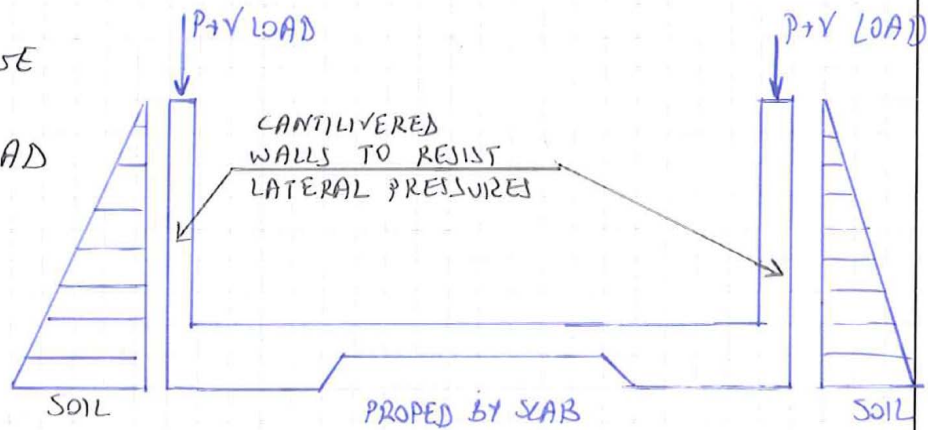 P+V LOAD
P+V LOAD
CANTILIVERED
WALLS TO RESIST
LATERAL PRESSURES
SOIL
PROPED BY SLAB
SOIL